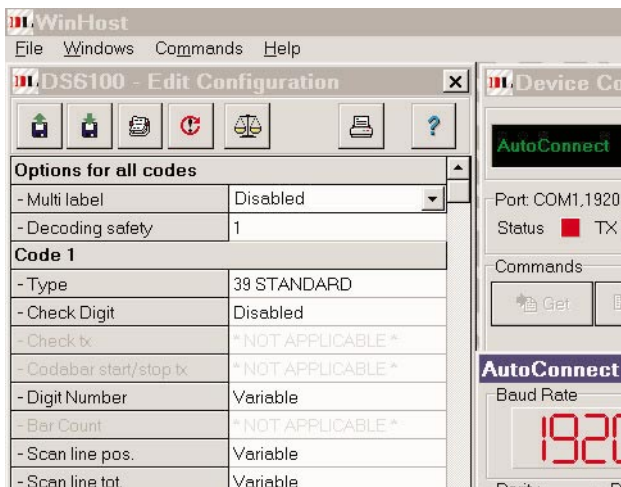 WinHost
File Windows Commands Help
DS6100 - Edit Configuration
Options for all codes
- Multi label Disabled
- Decoding safety 1
Code 1
- Type 39 STANDARD
- Check Digit Disabled
- Check tx * NOT APPLICABLE *
- Codabar start/stop tx * NOT APPLICABLE *
- Digit Number Variable
- Bar Count * NOT APPLICABLE *
- Scan line pos. Variable
- Scan line tot. Variable
Device Co
AutoConnect
Port: COM1,1920
Status TX
Commands
Get
AutoConnect
Baud Rate
1920